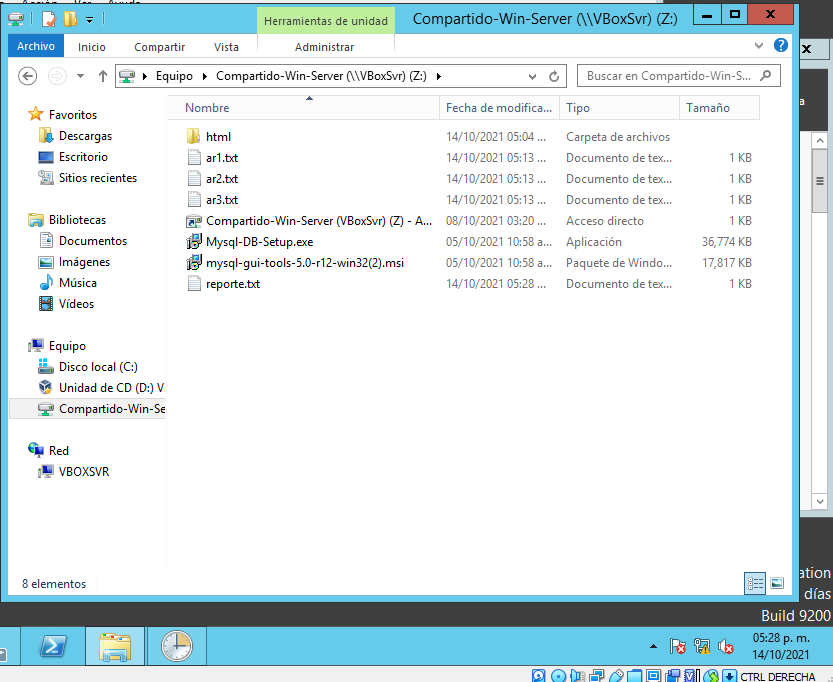 Herramientas de unidad
Compartido-Win-Server (\\VBoxSvr) (Z:)
Archivo
Inicio
Compartir
Vista
Administrar
Equipo
Compartido-Win-Server (\\VBoxSvr) (Z:)
Buscar en Compartido-Win-S...
Nombre
Fecha de modifica...
Tipo
Tamaño
Favoritos
Descargas
Escritorio
Sitios recientes
Bibliotecas
Documentos
Imágenes
Música
Vídeos
Equipo
Disco local (C:)
Unidad de CD (D:) V
Compartido-Win-Se
Red
VBOXSVR
html 14/10/2021 05:04 ... Carpeta de archivos
ar1.txt 14/10/2021 05:13 ... Documento de tex... 1 KB
ar2.txt 14/10/2021 05:13 ... Documento de tex... 1 KB
ar3.txt 14/10/2021 05:13 ... Documento de tex... 1 KB
Compartido-Win-Server (VBoxSvr) (Z) - A... 08/10/2021 03:20 ... Acceso directo 1 KB
Mysql-DB-Setup.exe 05/10/2021 10:58 a... Aplicación 36,774 KB
mysql-gui-tools-5.0-r12-win32(2).msi 05/10/2021 10:58 a... Paquete de Windo... 17,817 KB
reporte.txt 14/10/2021 05:28 ... Documento de tex... 1 KB
8 elementos
ation
días
Build 9200
05:28 p. m.
14/10/2021
CTRL DERECHA